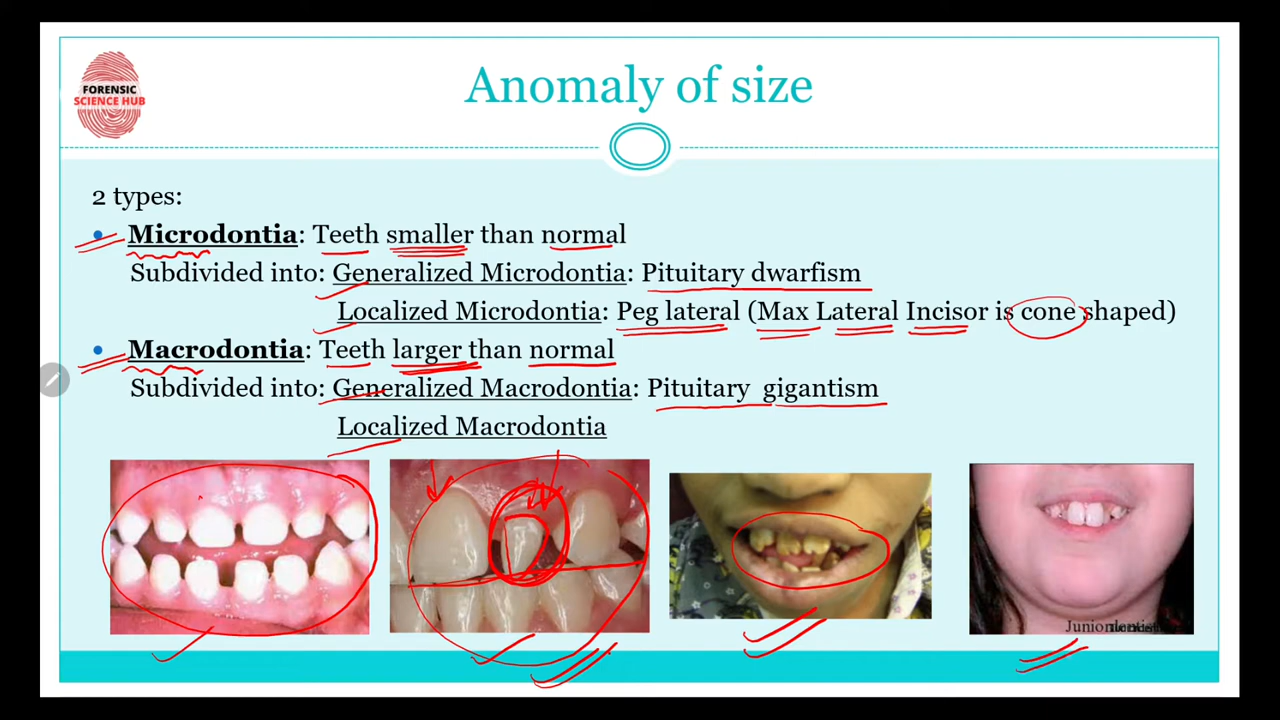 FORENSIC
SCIENCE HUB
Anomaly of size
2 types:
• Microdontia: Teeth smaller than normal
Subdivided into: Generalized Microdontia: Pituitary dwarfism
Localized Microdontia: Peg lateral (Max Lateral Incisor is cone shaped)
• Macrodontia: Teeth larger than normal
Subdivided into: Generalized Macrodontia: Pituitary gigantism
Localized Macrodontia